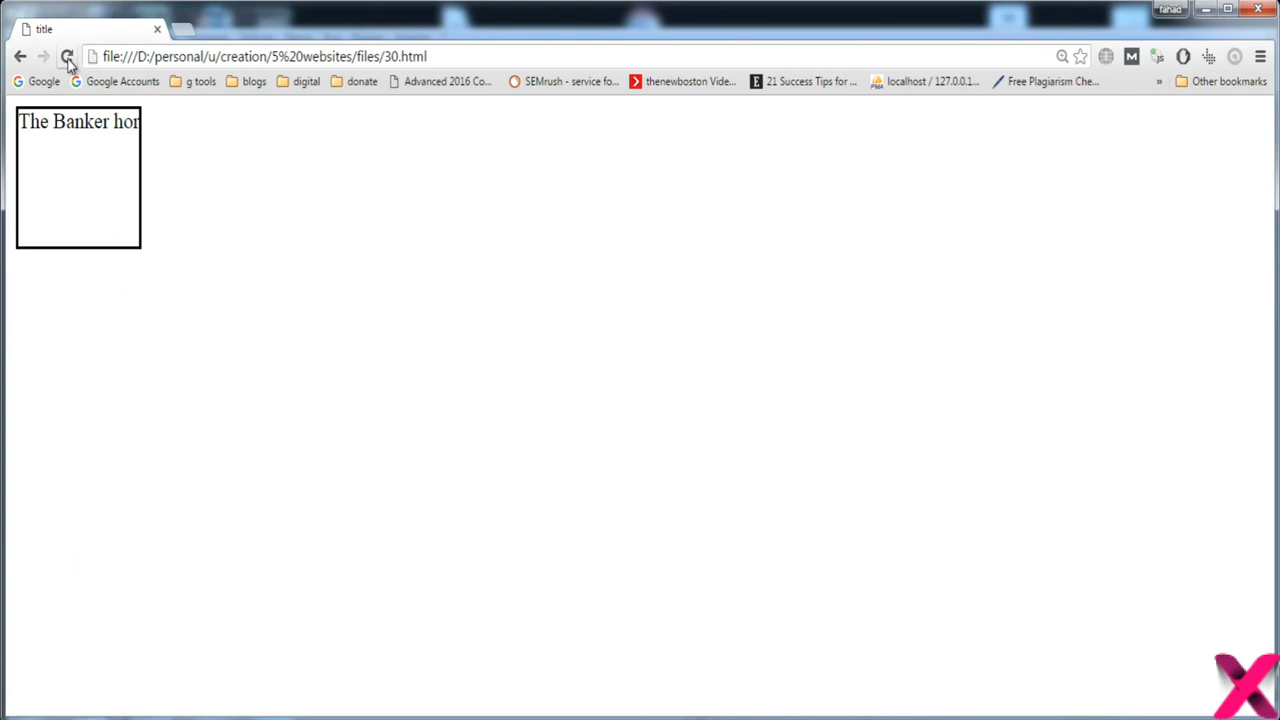 fahad
title
file:///D:/personal/u/creation/5%20websites/files/30.html
Google
Google Accounts
g tools
blogs
digital
donate
Advanced 2016 Co...
SEMrush - service fo...
thenewboston Vide...
21 Success Tips for ...
localhost / 127.0.0.1...
Free Plagiarism Che...
»
Other bookmarks
The Banker hor